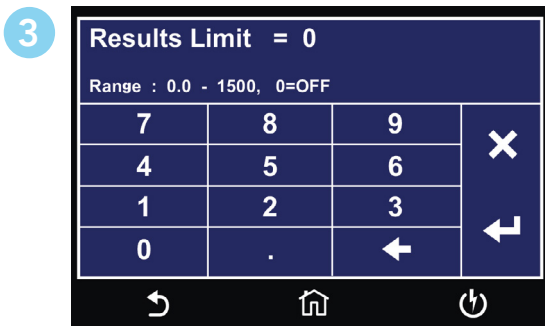 3
Results Limit = 0
Range : 0.0 - 1500, 0=OFF
7 8 9
4 5 6
1 2 3
0 .